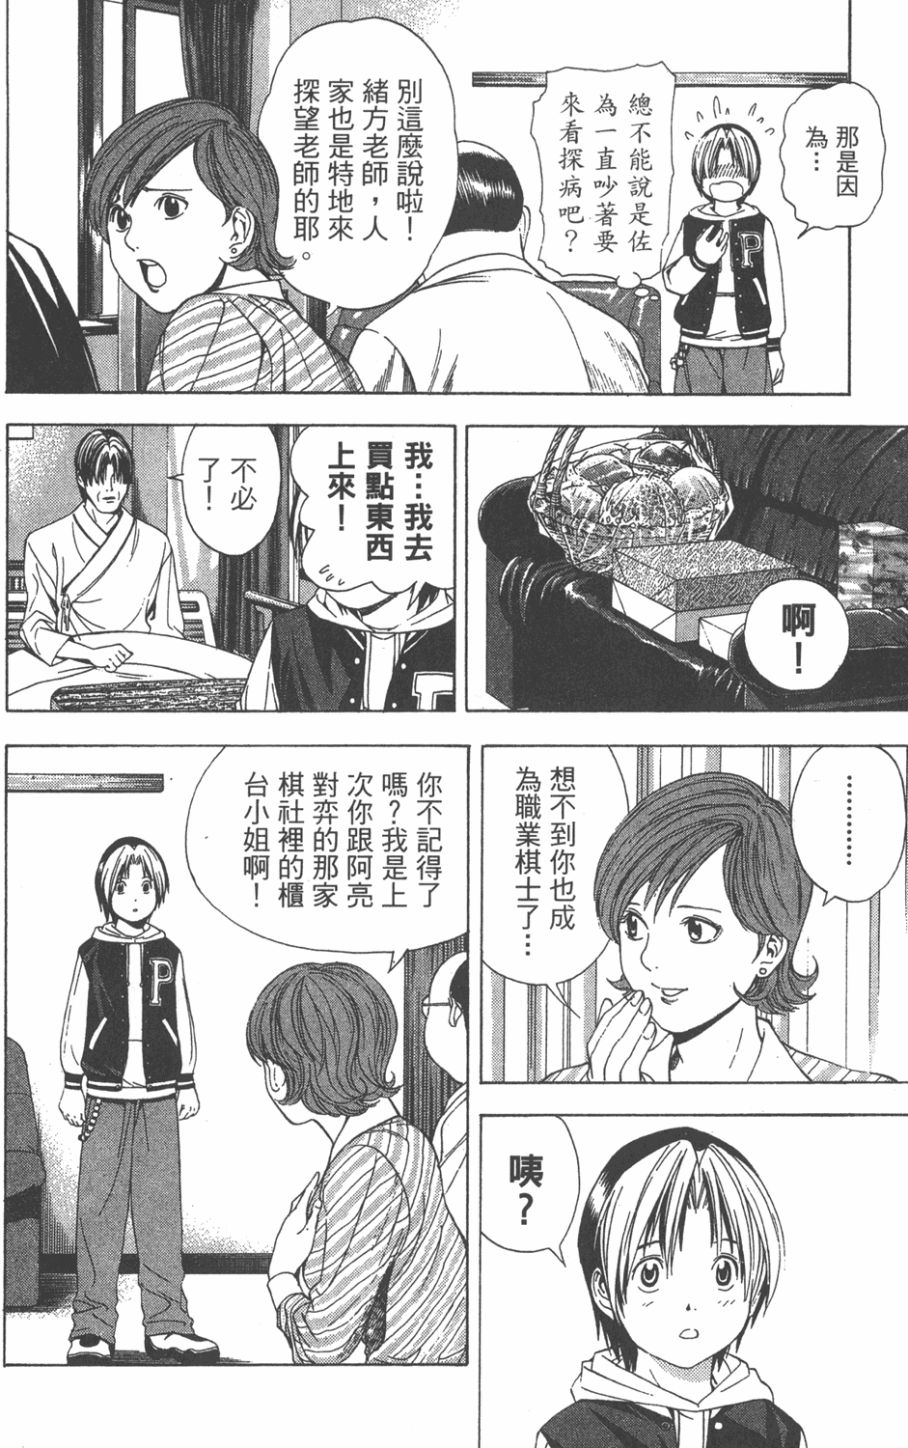 那是因
為…
總不能說是佐
為一直吵著要
來看探病吧？
別這麼說啦！
緒方老師，人
家也是特地來
探望老師的耶。
P
啊！
我…我去
買點東西
上來！
不必
了！
…………
想不到你也成
為職業棋士了…
咦？
你不記得了
嗎？我是上
次你跟阿亮
對弈的那家
棋社裡的櫃
台小姐啊！
P